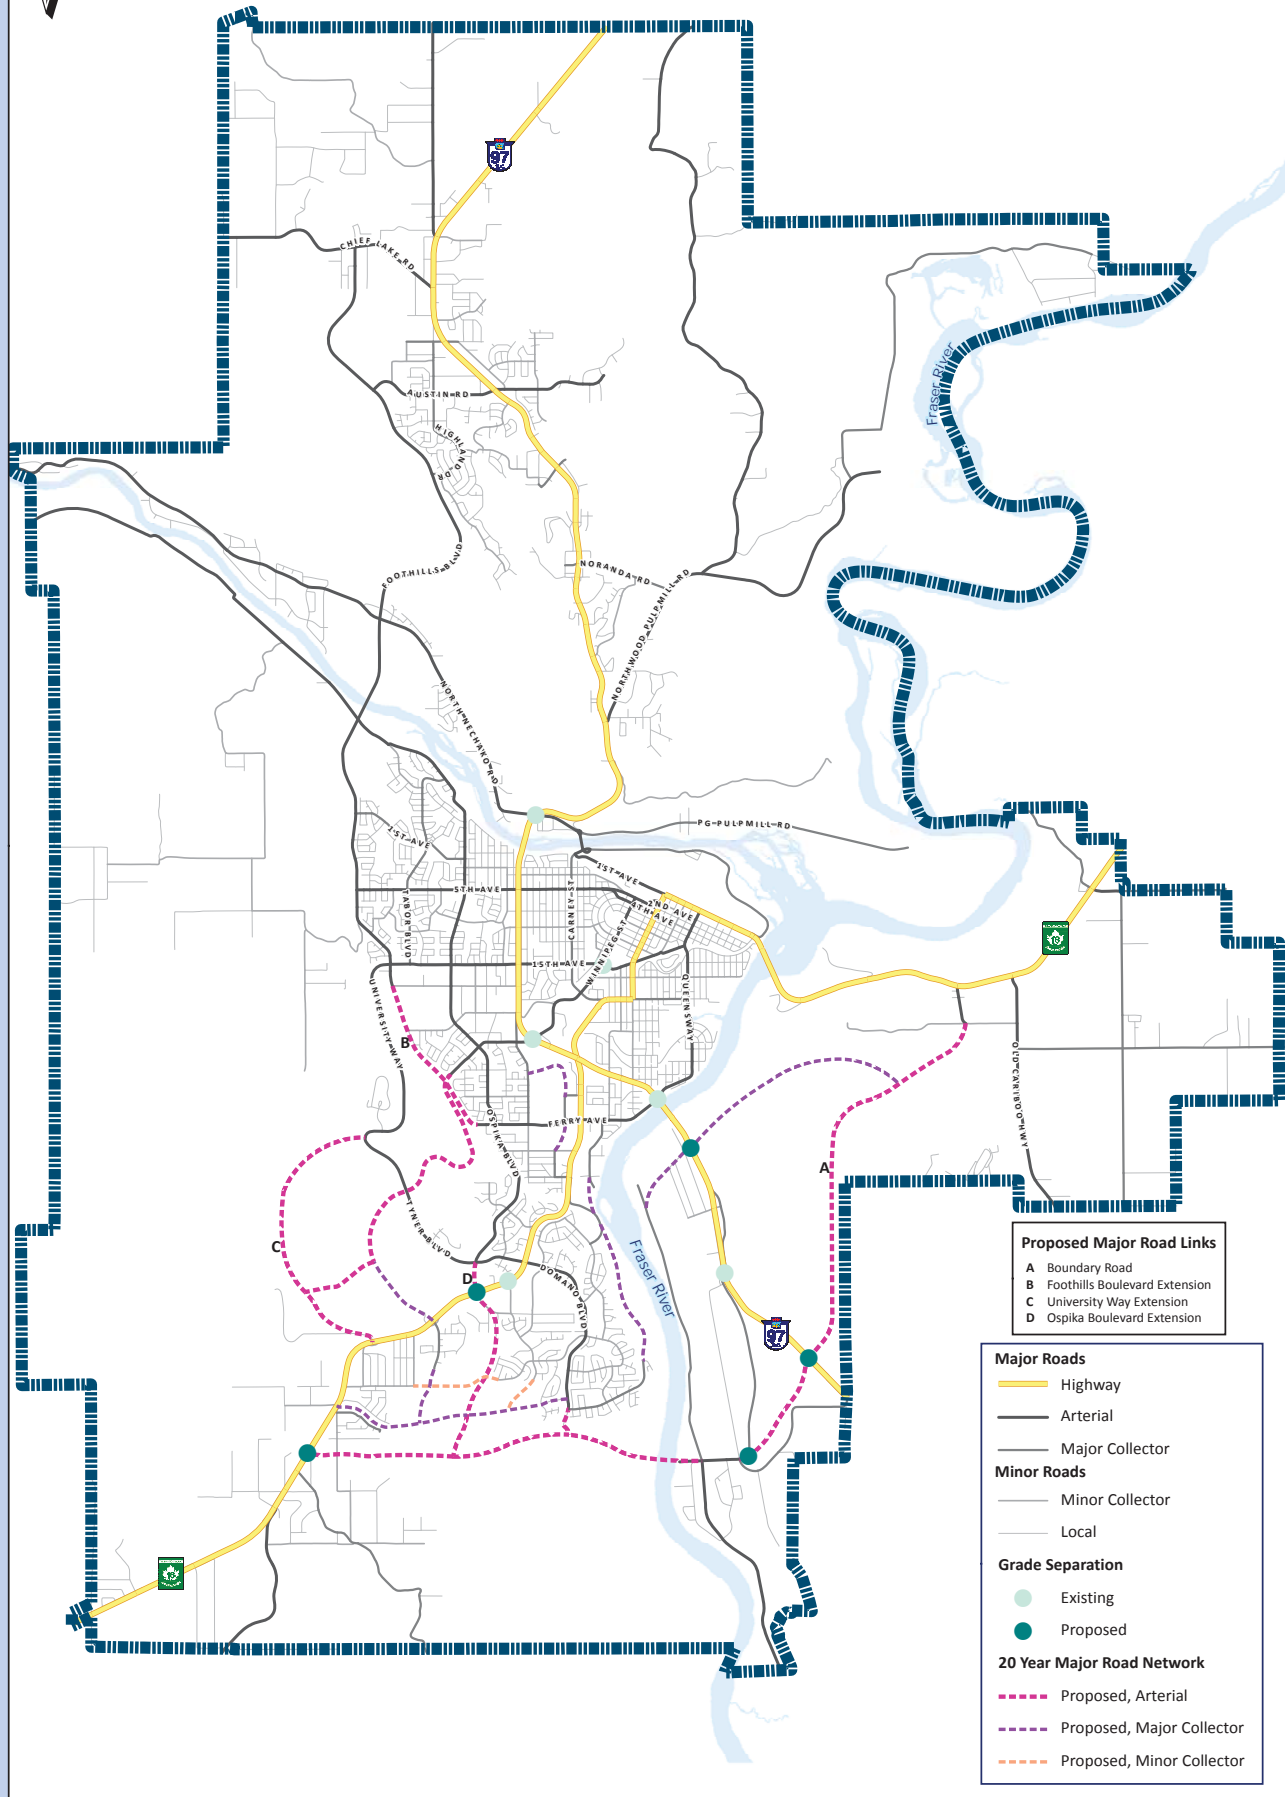 97
CHIEF LAKE RD
AUSTIN RD
HIGHLAND DR
Fraser River
FOOTHILLS BLVD
NORANDA RD
NORTHWOOD PULPMILL RD
NORTH NECHAKO RD
PG PULPMILL RD
1ST AVE
1ST AVE
5TH AVE
2ND AVE
4TH AVE
TABOR BLVD
CARNEY ST
WINNIPEG ST
15TH AVE
QUEENSWAY
UNIVERSITY WAY
B
OLD CARIBOO HWY
FERRY AVE
OSPIKA BLVD
A
TYNER BLVD
C
D
DOMANO BLVD
Fraser River
97
Proposed Major Road Links
A Boundary Road
B Foothills Boulevard Extension
C University Way Extension
D Ospika Boulevard Extension
Major Roads
Highway
Arterial
Major Collector
Minor Roads
Minor Collector
Local
Grade Separation
Existing
Proposed
20 Year Major Road Network
Proposed, Arterial
Proposed, Major Collector
Proposed, Minor Collector